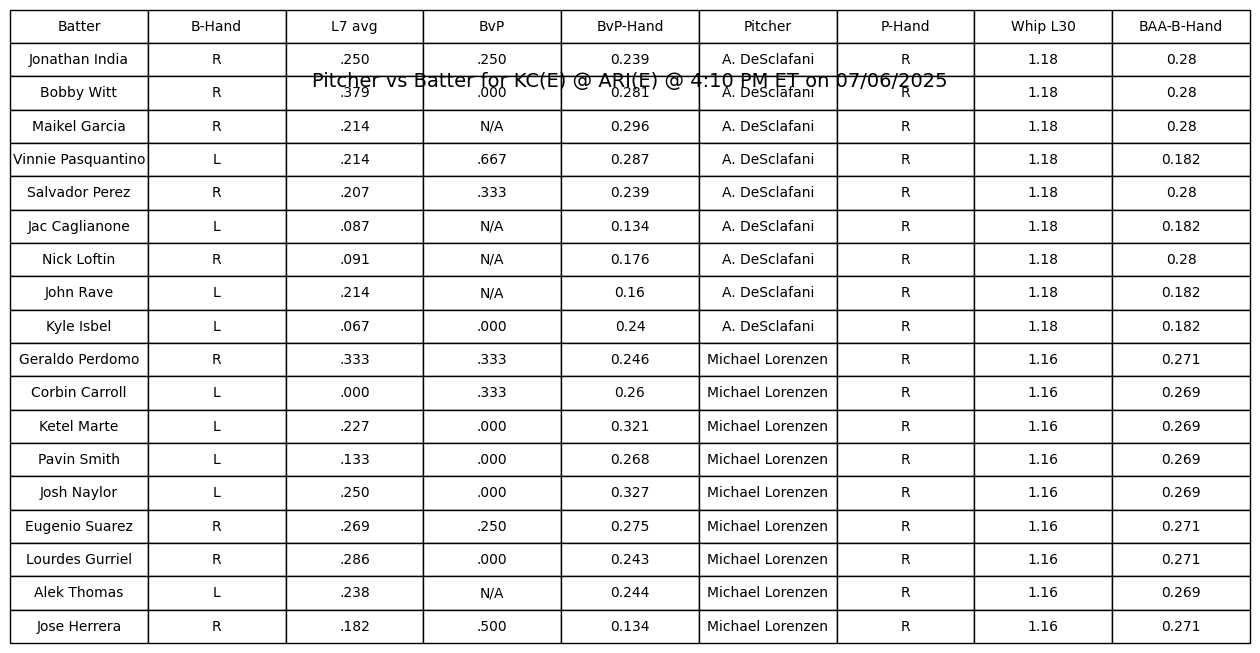 Batter B-Hand L7 avg BvP BvP-Hand Pitcher P-Hand Whip L30 BAA-B-Hand
Jonathan India R .250 .250 0.239 A. DeSclafani R 1.18 0.28
Pitcher vs Batter for KC(E) @ ARI(E) @ 4:10 PM ET on 07/06/2025
Bobby Witt R .379 .000 0.281 A. DeSclafani R 1.18 0.28
Maikel Garcia R .214 N/A 0.296 A. DeSclafani R 1.18 0.28
Vinnie Pasquantino L .214 .667 0.287 A. DeSclafani R 1.18 0.182
Salvador Perez R .207 .333 0.239 A. DeSclafani R 1.18 0.28
Jac Caglianone L .087 N/A 0.134 A. DeSclafani R 1.18 0.182
Nick Loftin R .091 N/A 0.176 A. DeSclafani R 1.18 0.28
John Rave L .214 N/A 0.16 A. DeSclafani R 1.18 0.182
Kyle Isbel L .067 .000 0.24 A. DeSclafani R 1.18 0.182
Geraldo Perdomo R .333 .333 0.246 Michael Lorenzen R 1.16 0.271
Corbin Carroll L .000 .333 0.26 Michael Lorenzen R 1.16 0.269
Ketel Marte L .227 .000 0.321 Michael Lorenzen R 1.16 0.269
Pavin Smith L .133 .000 0.268 Michael Lorenzen R 1.16 0.269
Josh Naylor L .250 .000 0.327 Michael Lorenzen R 1.16 0.269
Eugenio Suarez R .269 .250 0.275 Michael Lorenzen R 1.16 0.271
Lourdes Gurriel R .286 .000 0.243 Michael Lorenzen R 1.16 0.271
Alek Thomas L .238 N/A 0.244 Michael Lorenzen R 1.16 0.269
Jose Herrera R .182 .500 0.134 Michael Lorenzen R 1.16 0.271